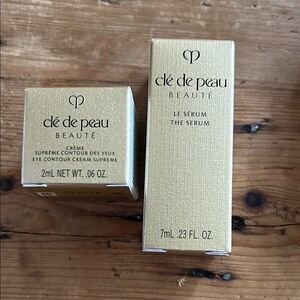 clé de peau
BEAUTÉ
CRÈME
SUPRÊME CONTOUR DES YEUX
EYE CONTOUR CREAM SUPREME
2mL NET WT. .06 OZ.
clé de peau
BEAUTÉ
LE SÉRUM
THE SERUM
7mL .23 FL. OZ.